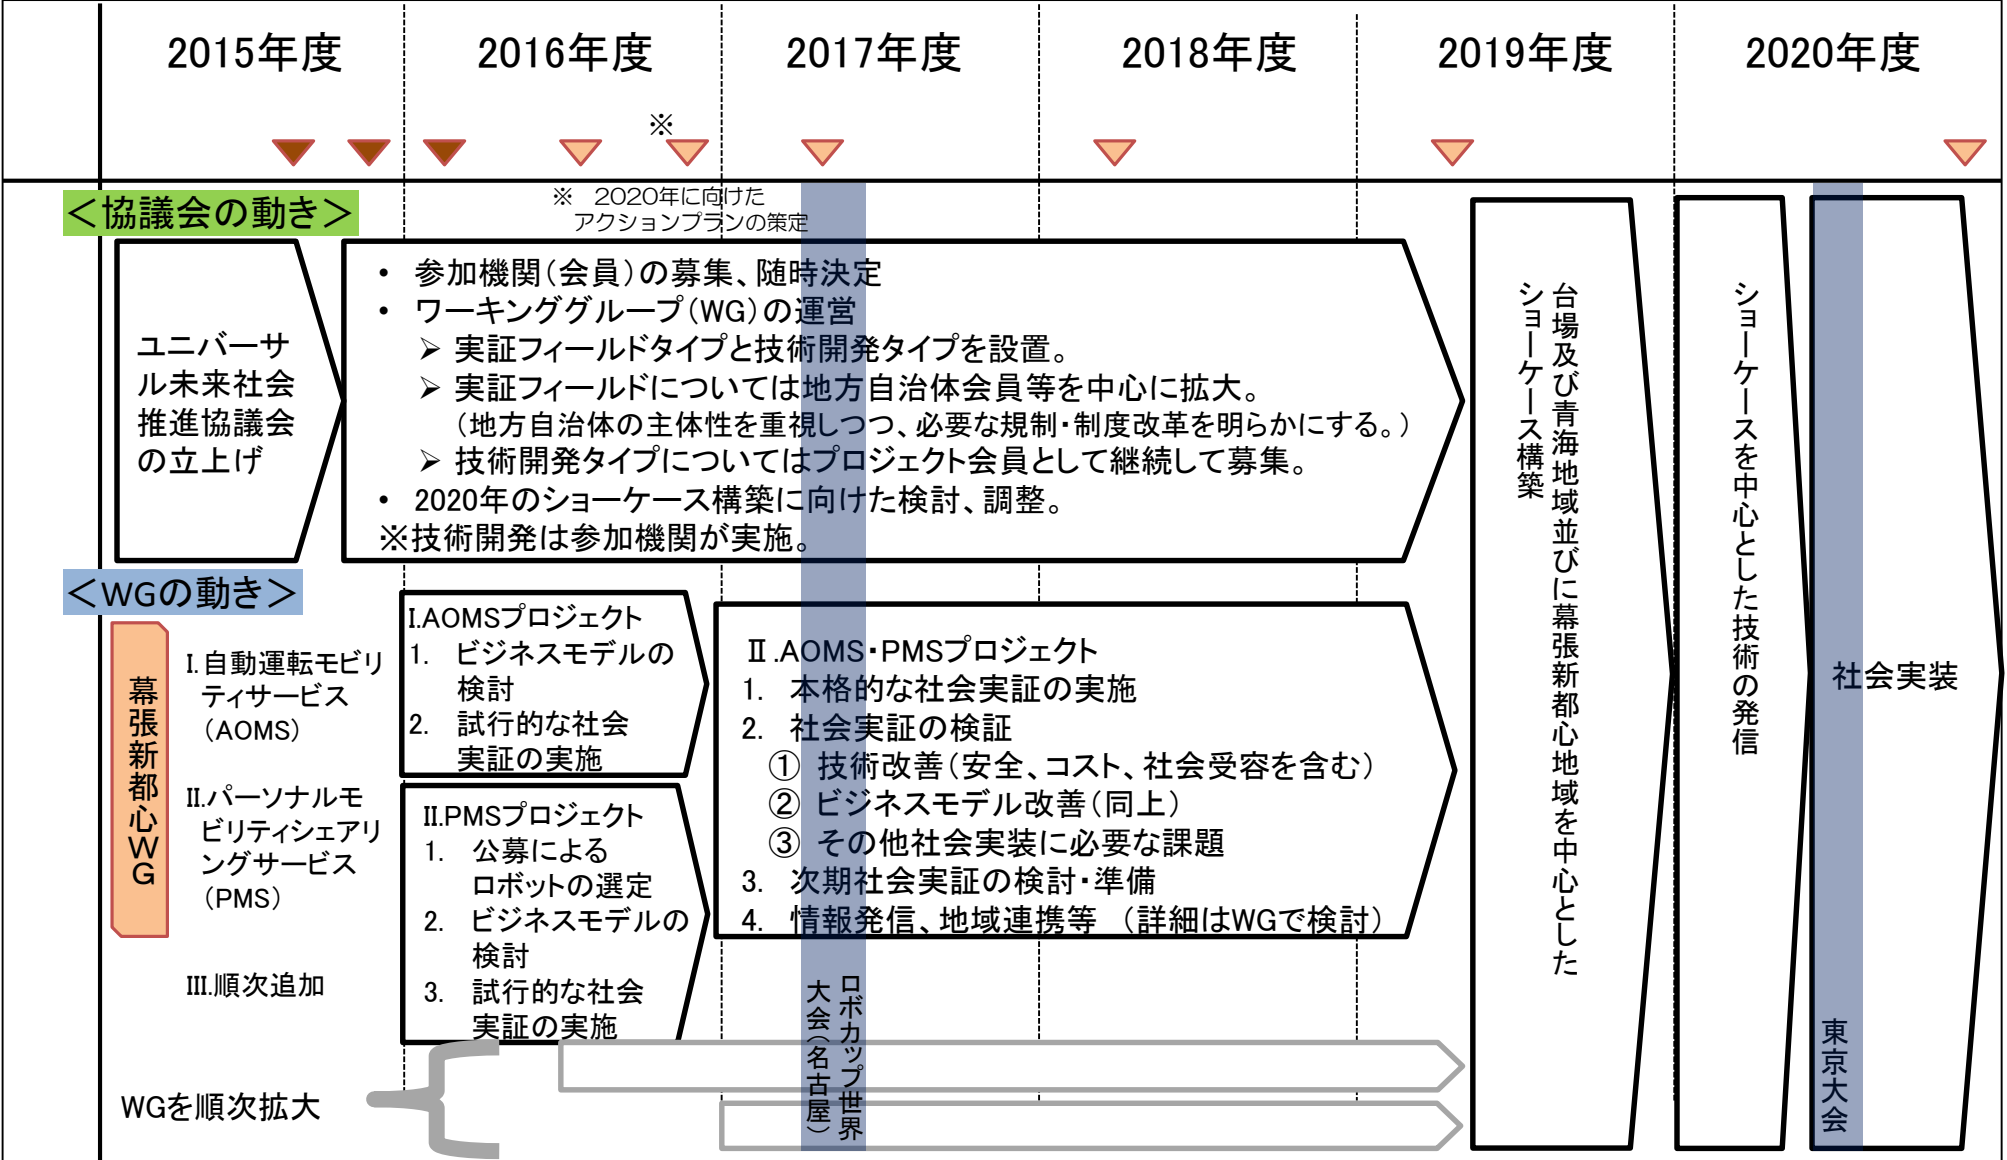 2015年度
2016年度
2017年度
2018年度
2019年度
2020年度
※
※　2020年に向けた
アクションプランの策定
＜協議会の動き＞
ユニバーサ
ル未来社会
推進協議会
の立上げ
• 参加機関（会員）の募集、随時決定
• ワーキンググループ（WG）の運営
➢ 実証フィールドタイプと技術開発タイプを設置。
➢ 実証フィールドについては地方自治体会員等を中心に拡大。
（地方自治体の主体性を重視しつつ、必要な規制・制度改革を明らかにする。）
➢ 技術開発タイプについてはプロジェクト会員として継続して募集。
• 2020年のショーケース構築に向けた検討、調整。
※技術開発は参加機関が実施。
台場及び青海地域並びに幕張新都心地域を中心とした
ショーケース構築
ショーケースを中心とした技術の発信
社会実装
＜WGの動き＞
幕張新都心WG
I.自動運転モビリ
ティサービス
（AOMS）
II.パーソナルモ
ビリティシェアリ
ングサービス
（PMS）
III.順次追加
I.AOMSプロジェクト
1. ビジネスモデルの
検討
2. 試行的な社会
実証の実施
II.PMSプロジェクト
1. 公募による
ロボットの選定
2. ビジネスモデルの
検討
3. 試行的な社会
実証の実施
Ⅱ.AOMS・PMSプロジェクト
1. 本格的な社会実証の実施
2. 社会実証の検証
① 技術改善（安全、コスト、社会受容を含む）
② ビジネスモデル改善（同上）
③ その他社会実装に必要な課題
3. 次期社会実証の検討・準備
4. 情報発信、地域連携等　（詳細はWGで検討）
ロボカップ世界
大会（名古屋）
東京大会
WGを順次拡大